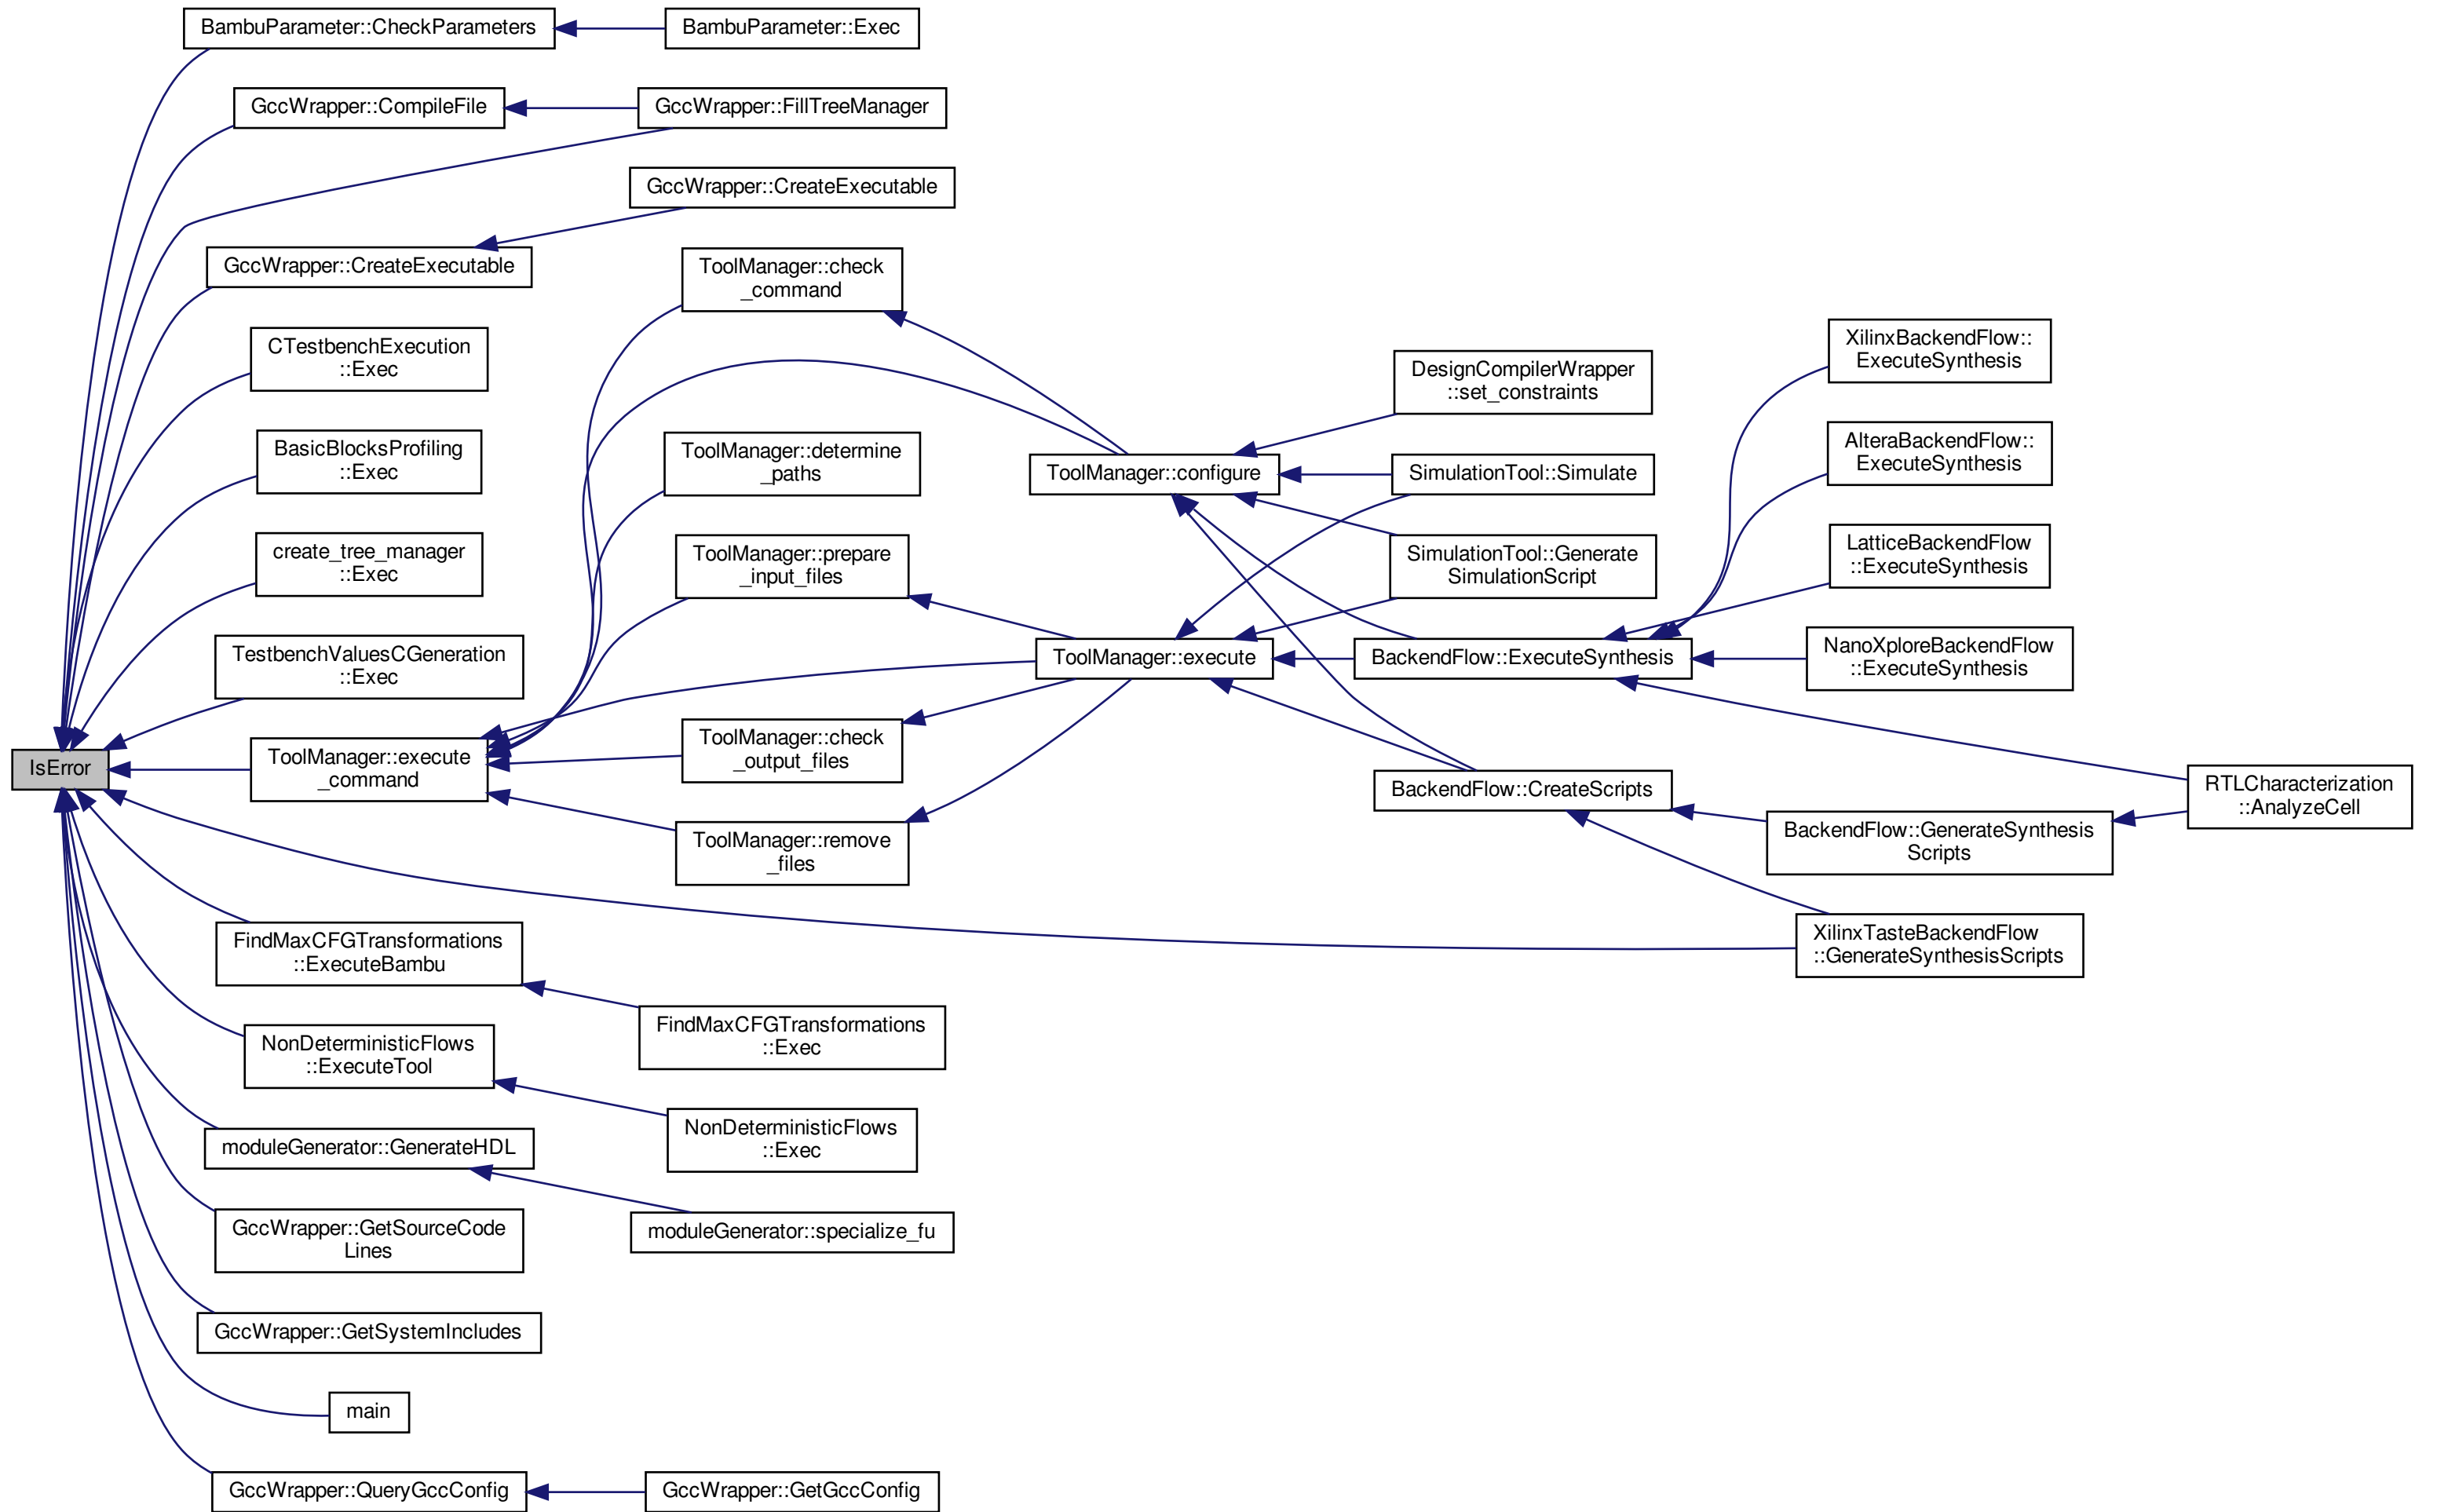 BambuParameter::CheckParameters
BambuParameter::Exec
GccWrapper::CompileFile
GccWrapper::FillTreeManager
GccWrapper::CreateExecutable
GccWrapper::CreateExecutable
CTestbenchExecution
::Exec
BasicBlocksProfiling
::Exec
create_tree_manager
::Exec
TestbenchValuesCGeneration
::Exec
IsError
ToolManager::execute
_command
ToolManager::check
_command
ToolManager::determine
_paths
ToolManager::prepare
_input_files
ToolManager::check
_output_files
ToolManager::remove
_files
ToolManager::configure
ToolManager::execute
DesignCompilerWrapper
::set_constraints
SimulationTool::Simulate
SimulationTool::Generate
SimulationScript
BackendFlow::ExecuteSynthesis
BackendFlow::CreateScripts
XilinxBackendFlow::
ExecuteSynthesis
AlteraBackendFlow::
ExecuteSynthesis
LatticeBackendFlow
::ExecuteSynthesis
NanoXploreBackendFlow
::ExecuteSynthesis
RTLCharacterization
::AnalyzeCell
BackendFlow::GenerateSynthesis
Scripts
XilinxTasteBackendFlow
::GenerateSynthesisScripts
FindMaxCFGTransformations
::ExecuteBambu
FindMaxCFGTransformations
::Exec
NonDeterministicFlows
::ExecuteTool
NonDeterministicFlows
::Exec
moduleGenerator::GenerateHDL
moduleGenerator::specialize_fu
GccWrapper::GetSourceCode
Lines
GccWrapper::GetSystemIncludes
main
GccWrapper::QueryGccConfig
GccWrapper::GetGccConfig